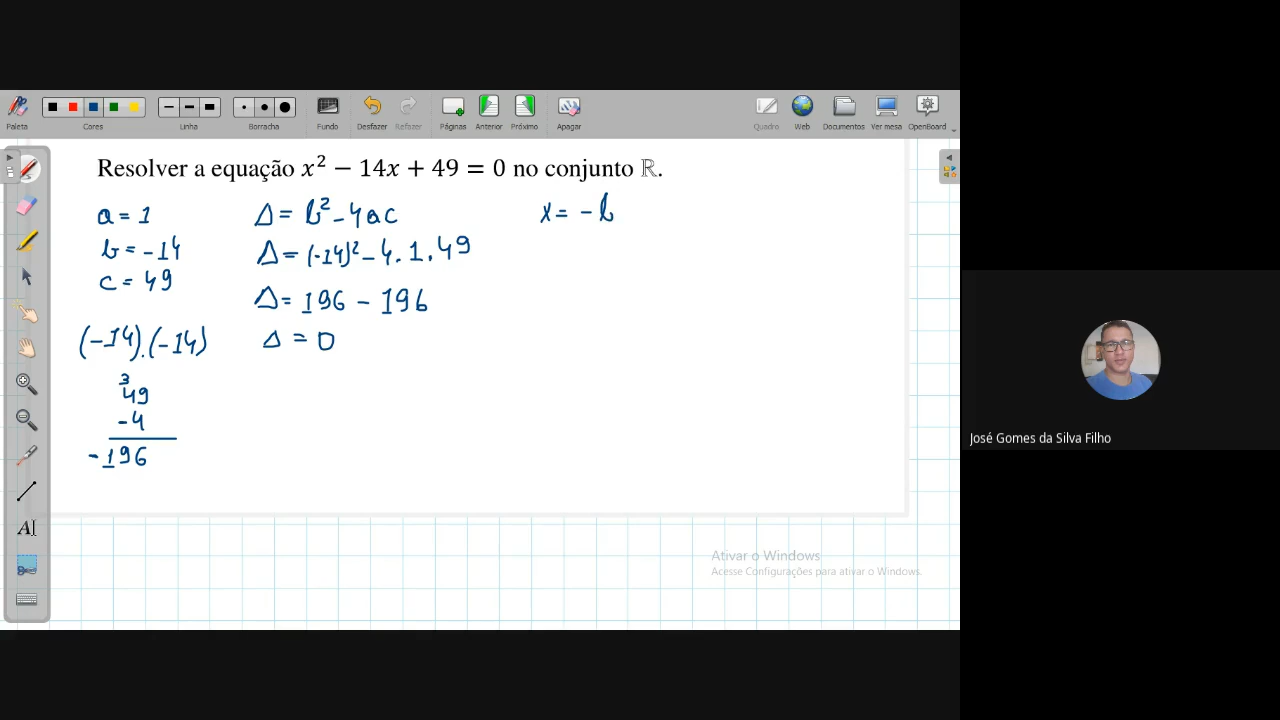 Paleta
Cores
Linha
Borracha
Fundo
Desfazer
Refazer
Páginas
Anterior
Próximo
Apagar
Quadro
Web
Documentos
Ver mesa
OpenBoard
Resolver a equação x² − 14x + 49 = 0 no conjunto ℝ.
a = 1
b = -14
c = 49
(-14).(-14)
3
49
-4
-196
Δ = b² - 4ac
Δ = (-14)² - 4.1.49
Δ = 196 - 196
Δ = 0
x = -b
AI
Ativar o Windows
Acesse Configurações para ativar o Windows.
José Gomes da Silva Filho